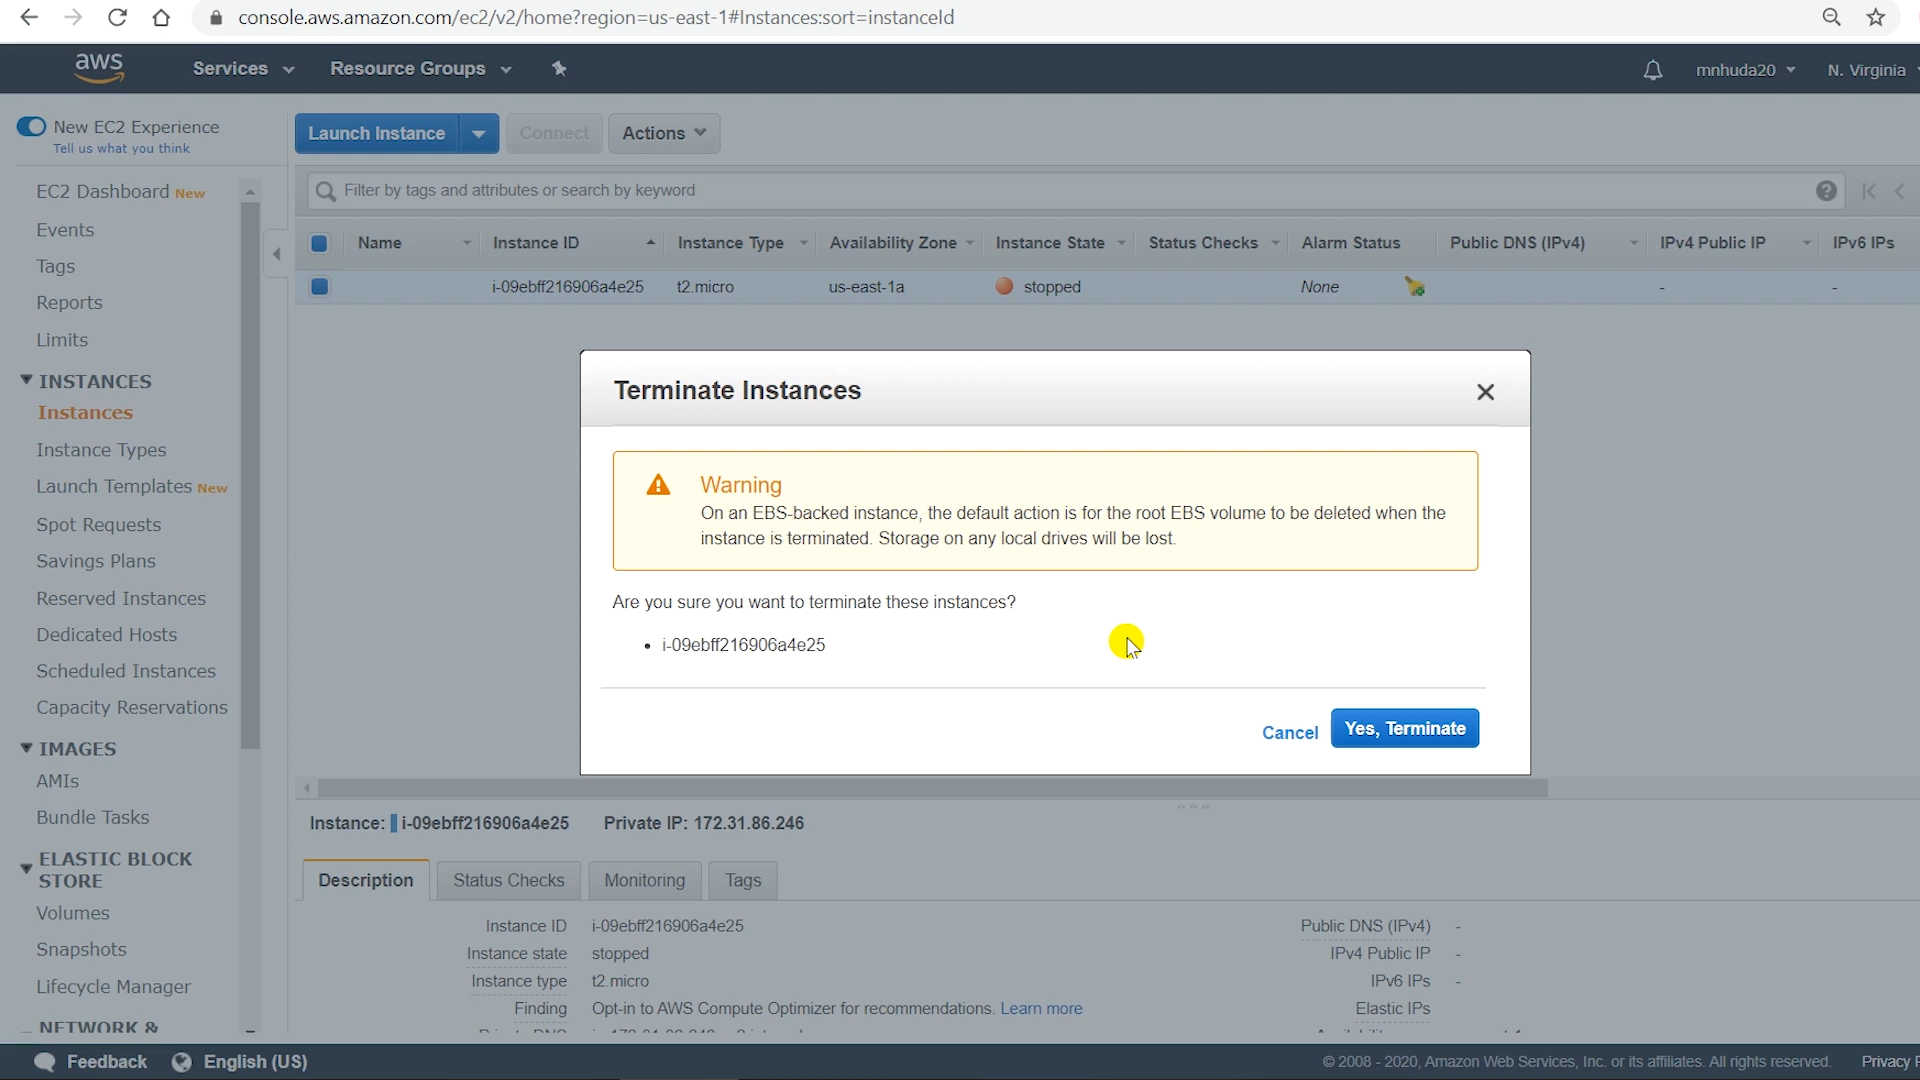 console.aws.amazon.com/ec2/v2/home?region=us-east-1#Instances:sort=instanceId
aws Services Resource Groups mnhuda20 N. Virginia
New EC2 Experience
Tell us what you think
Launch Instance Connect Actions
Filter by tags and attributes or search by keyword
Name Instance ID Instance Type Availability Zone Instance State Status Checks Alarm Status Public DNS (IPv4) IPv4 Public IP IPv6 IPs
i-09ebff216906a4e25 t2.micro us-east-1a stopped None - -
EC2 Dashboard New
Events
Tags
Reports
Limits
INSTANCES
Instances
Instance Types
Launch Templates New
Spot Requests
Savings Plans
Reserved Instances
Dedicated Hosts
Scheduled Instances
Capacity Reservations
IMAGES
AMIs
Bundle Tasks
ELASTIC BLOCK
STORE
Volumes
Snapshots
Lifecycle Manager
NETWORK &
Terminate Instances
Warning
On an EBS-backed instance, the default action is for the root EBS volume to be deleted when the
instance is terminated. Storage on any local drives will be lost.
Are you sure you want to terminate these instances?
• i-09ebff216906a4e25
Cancel Yes, Terminate
Instance: i-09ebff216906a4e25 Private IP: 172.31.86.246
Description Status Checks Monitoring Tags
Instance ID i-09ebff216906a4e25 Public DNS (IPv4) -
Instance state stopped IPv4 Public IP -
Instance type t2.micro IPv6 IPs -
Finding Opt-in to AWS Compute Optimizer for recommendations. Learn more Elastic IPs
Feedback English (US) © 2008 - 2020, Amazon Web Services, Inc. or its affiliates. All rights reserved. Privacy